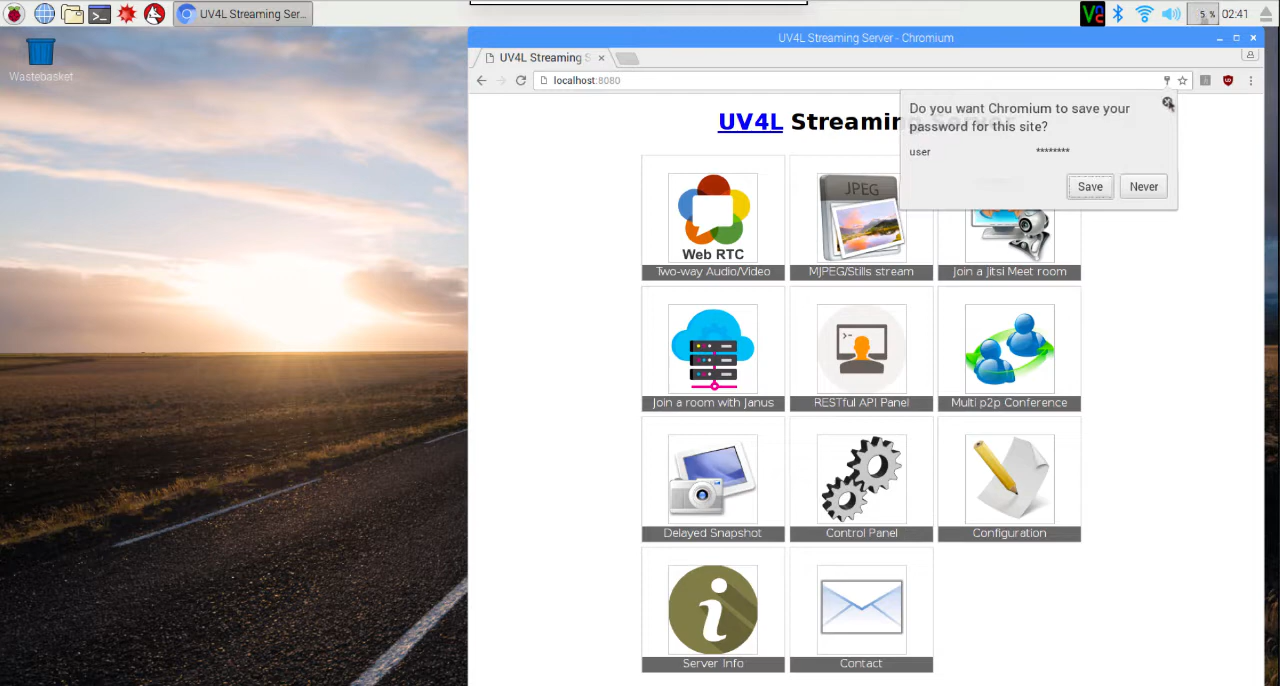 UV4L Streaming Ser...
5 %
02:41
Wastebasket
UV4L Streaming Server - Chromium
UV4L Streaming S
localhost:8080
UV4L Streaming Server
Do you want Chromium to save your
password for this site?
user ********
Save Never
Web RTC
JPEG
Two-way Audio/Video
MJPEG/Stills stream
Join a Jitsi Meet room
Join a room with Janus
RESTful API Panel
Multi p2p Conference
Delayed Snapshot
Control Panel
Configuration
Server Info
Contact